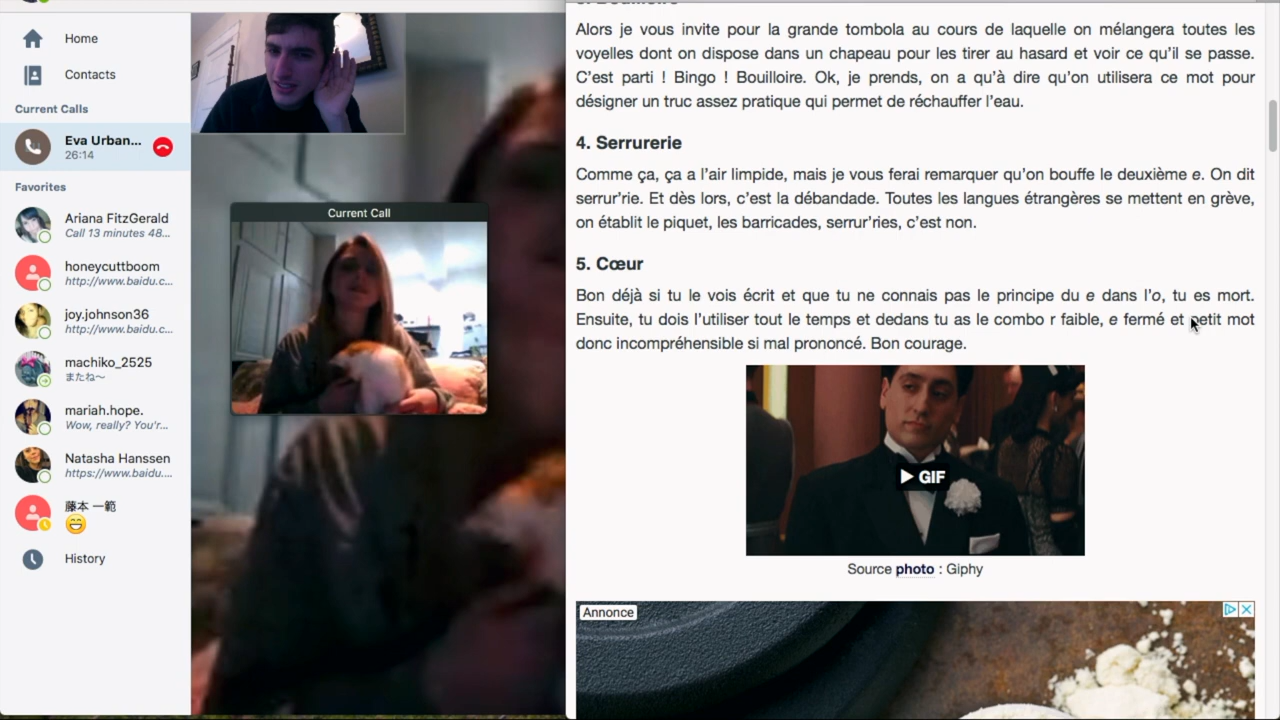 Home
Contacts
Current Calls
Eva Urban...
26:14
Favorites
Ariana FitzGerald
Call 13 minutes 48...
honeycuttboom
http://www.baidu.c...
joy.johnson36
http://www.baidu.c...
machiko_2525
またね〜
mariah.hope.
Wow, really? You'r...
Natasha Hanssen
https://www.baidu....
藤本 一範
History
Current Call
Alors je vous invite pour la grande tombola au cours de laquelle on mélangera toutes les
voyelles dont on dispose dans un chapeau pour les tirer au hasard et voir ce qu’il se passe.
C’est parti ! Bingo ! Bouilloire. Ok, je prends, on a qu’à dire qu’on utilisera ce mot pour
désigner un truc assez pratique qui permet de réchauffer l’eau.
4. Serrurerie
Comme ça, ça a l’air limpide, mais je vous ferai remarquer qu’on bouffe le deuxième e. On dit
serrur’rie. Et dès lors, c’est la débandade. Toutes les langues étrangères se mettent en grève,
on établit le piquet, les barricades, serrur’ries, c’est non.
5. Cœur
Bon déjà si tu le vois écrit et que tu ne connais pas le principe du e dans l’o, tu es mort.
Ensuite, tu dois l’utiliser tout le temps et dedans tu as le combo r faible, e fermé et petit mot
donc incompréhensible si mal prononcé. Bon courage.
GIF
Source photo : Giphy
Annonce